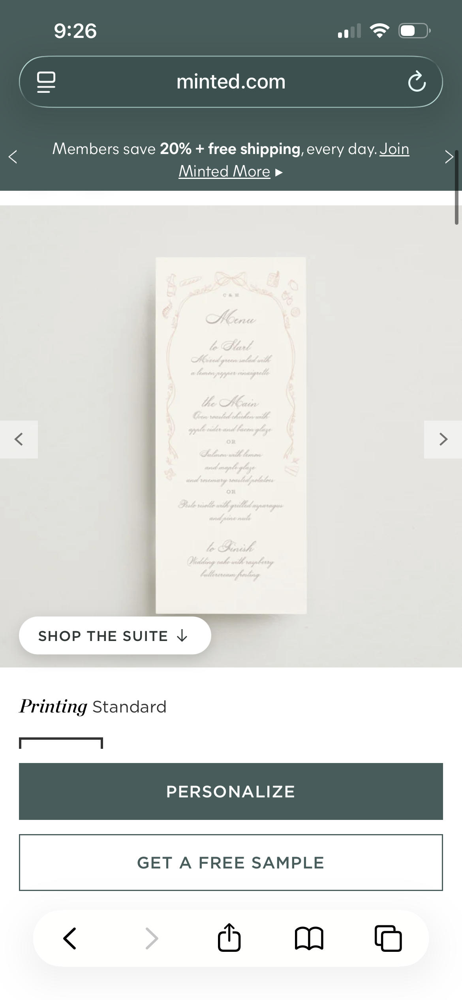 9:26
minted.com
Members save 20% + free shipping, every day. Join
Minted More ▸
C & H
Menu
to Start
Mixed green salad with
a lemon pepper vinaigrette
the Main
Oven roasted chicken with
apple cider and bacon glaze
OR
Salmon with lemon
and maple glaze
and rosemary roasted potatoes
OR
Pesto risotto with grilled asparagus
and pine nuts
to Finish
Wedding cake with raspberry
buttercream frosting
SHOP THE SUITE ↓
Printing Standard
PERSONALIZE
GET A FREE SAMPLE